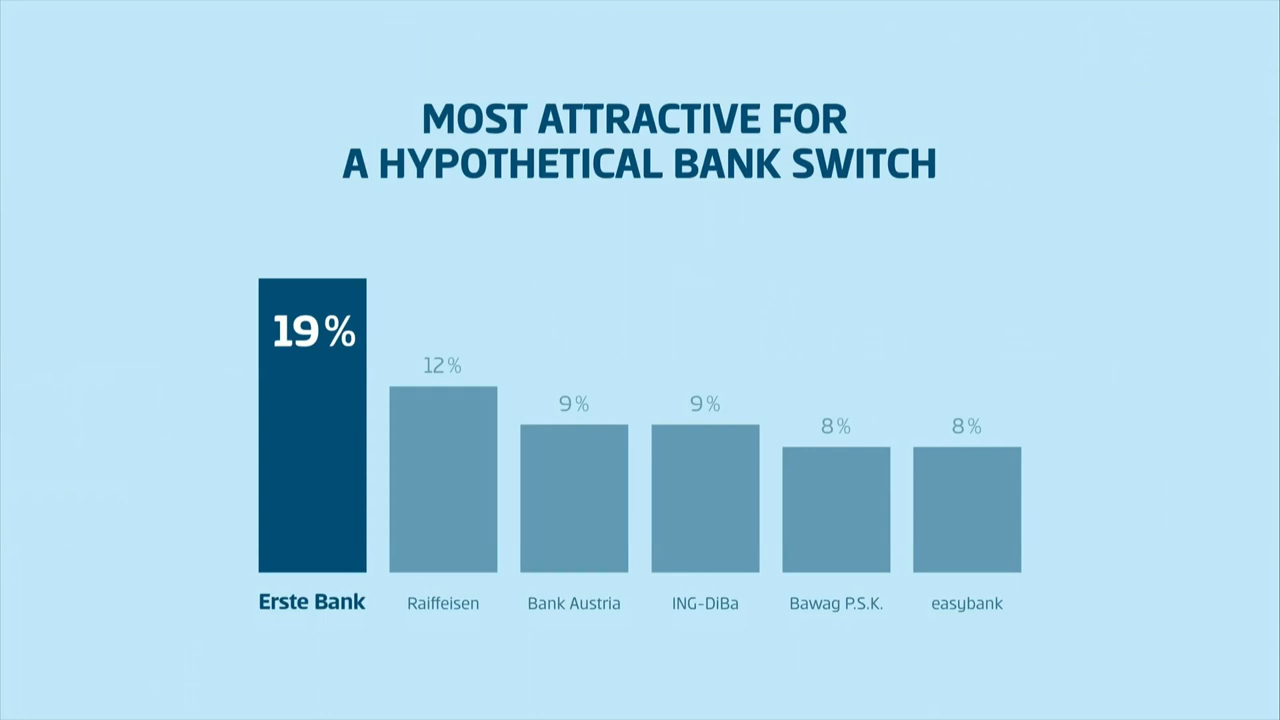 MOST ATTRACTIVE FOR
A HYPOTHETICAL BANK SWITCH
19%
12%
9%
9%
8%
8%
Erste Bank
Raiffeisen
Bank Austria
ING-DiBa
Bawag P.S.K.
easybank